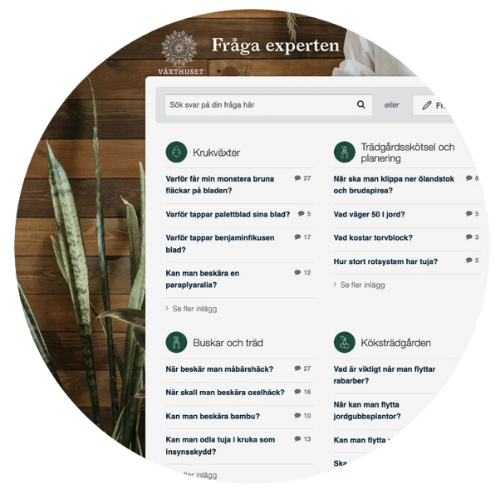 Fråga experten
VÄXTHUSET
Sök svar på din fråga här
eller
Krukväxter
Varför får min monstera bruna
fläckar på bladen?
27
Varför tappar palettblad sina blad?
5
Varför tappar benjaminfikusen
blad?
17
Kan man beskära en
paraplyaralia?
12
> Se fler inlägg
Trädgårdsskötsel och
planering
När ska man klippa ner ölandstok
och brudspirea?
8
Vad väger 50 l jord?
5
Vad kostar torvblock?
3
Hur stort rotsystem har tuja?
5
> Se fler inlägg
Buskar och träd
När beskär man måbärshäck?
27
När skall man beskära oxelhäck?
16
Kan man beskära bambu?
10
Kan man odla tuja i kruka som
insynsskydd?
13
inlägg
Köksträdgården
Vad är viktigt när man flyttar
rabarber?
När kan man flytta
jordgubbsplantor?
Kan man flytta